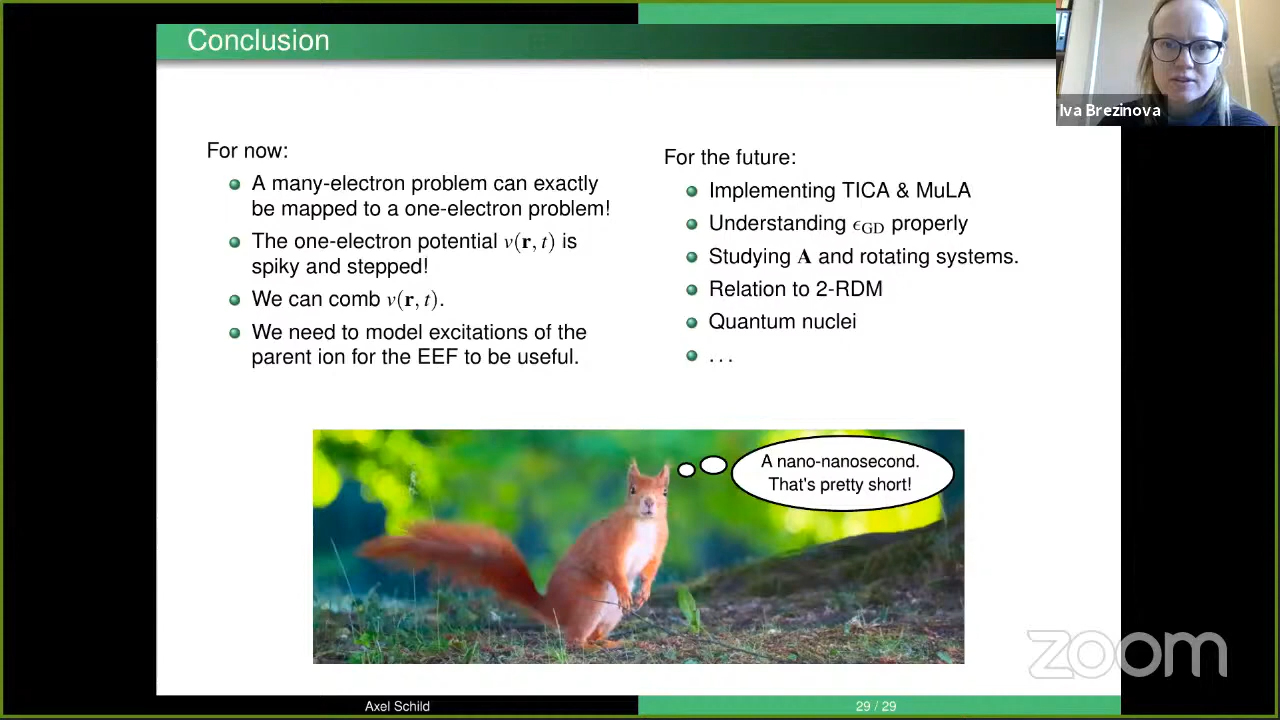 Conclusion
Iva Brezinova
For now:
A many-electron problem can exactly
be mapped to a one-electron problem!
The one-electron potential v(r, t) is
spiky and stepped!
We can comb v(r, t).
We need to model excitations of the
parent ion for the EEF to be useful.
For the future:
Implementing TICA & MuLA
Understanding ϵGD properly
Studying A and rotating systems.
Relation to 2-RDM
Quantum nuclei
...
A nano-nanosecond.
That's pretty short!
zoom
Axel Schild
29 / 29